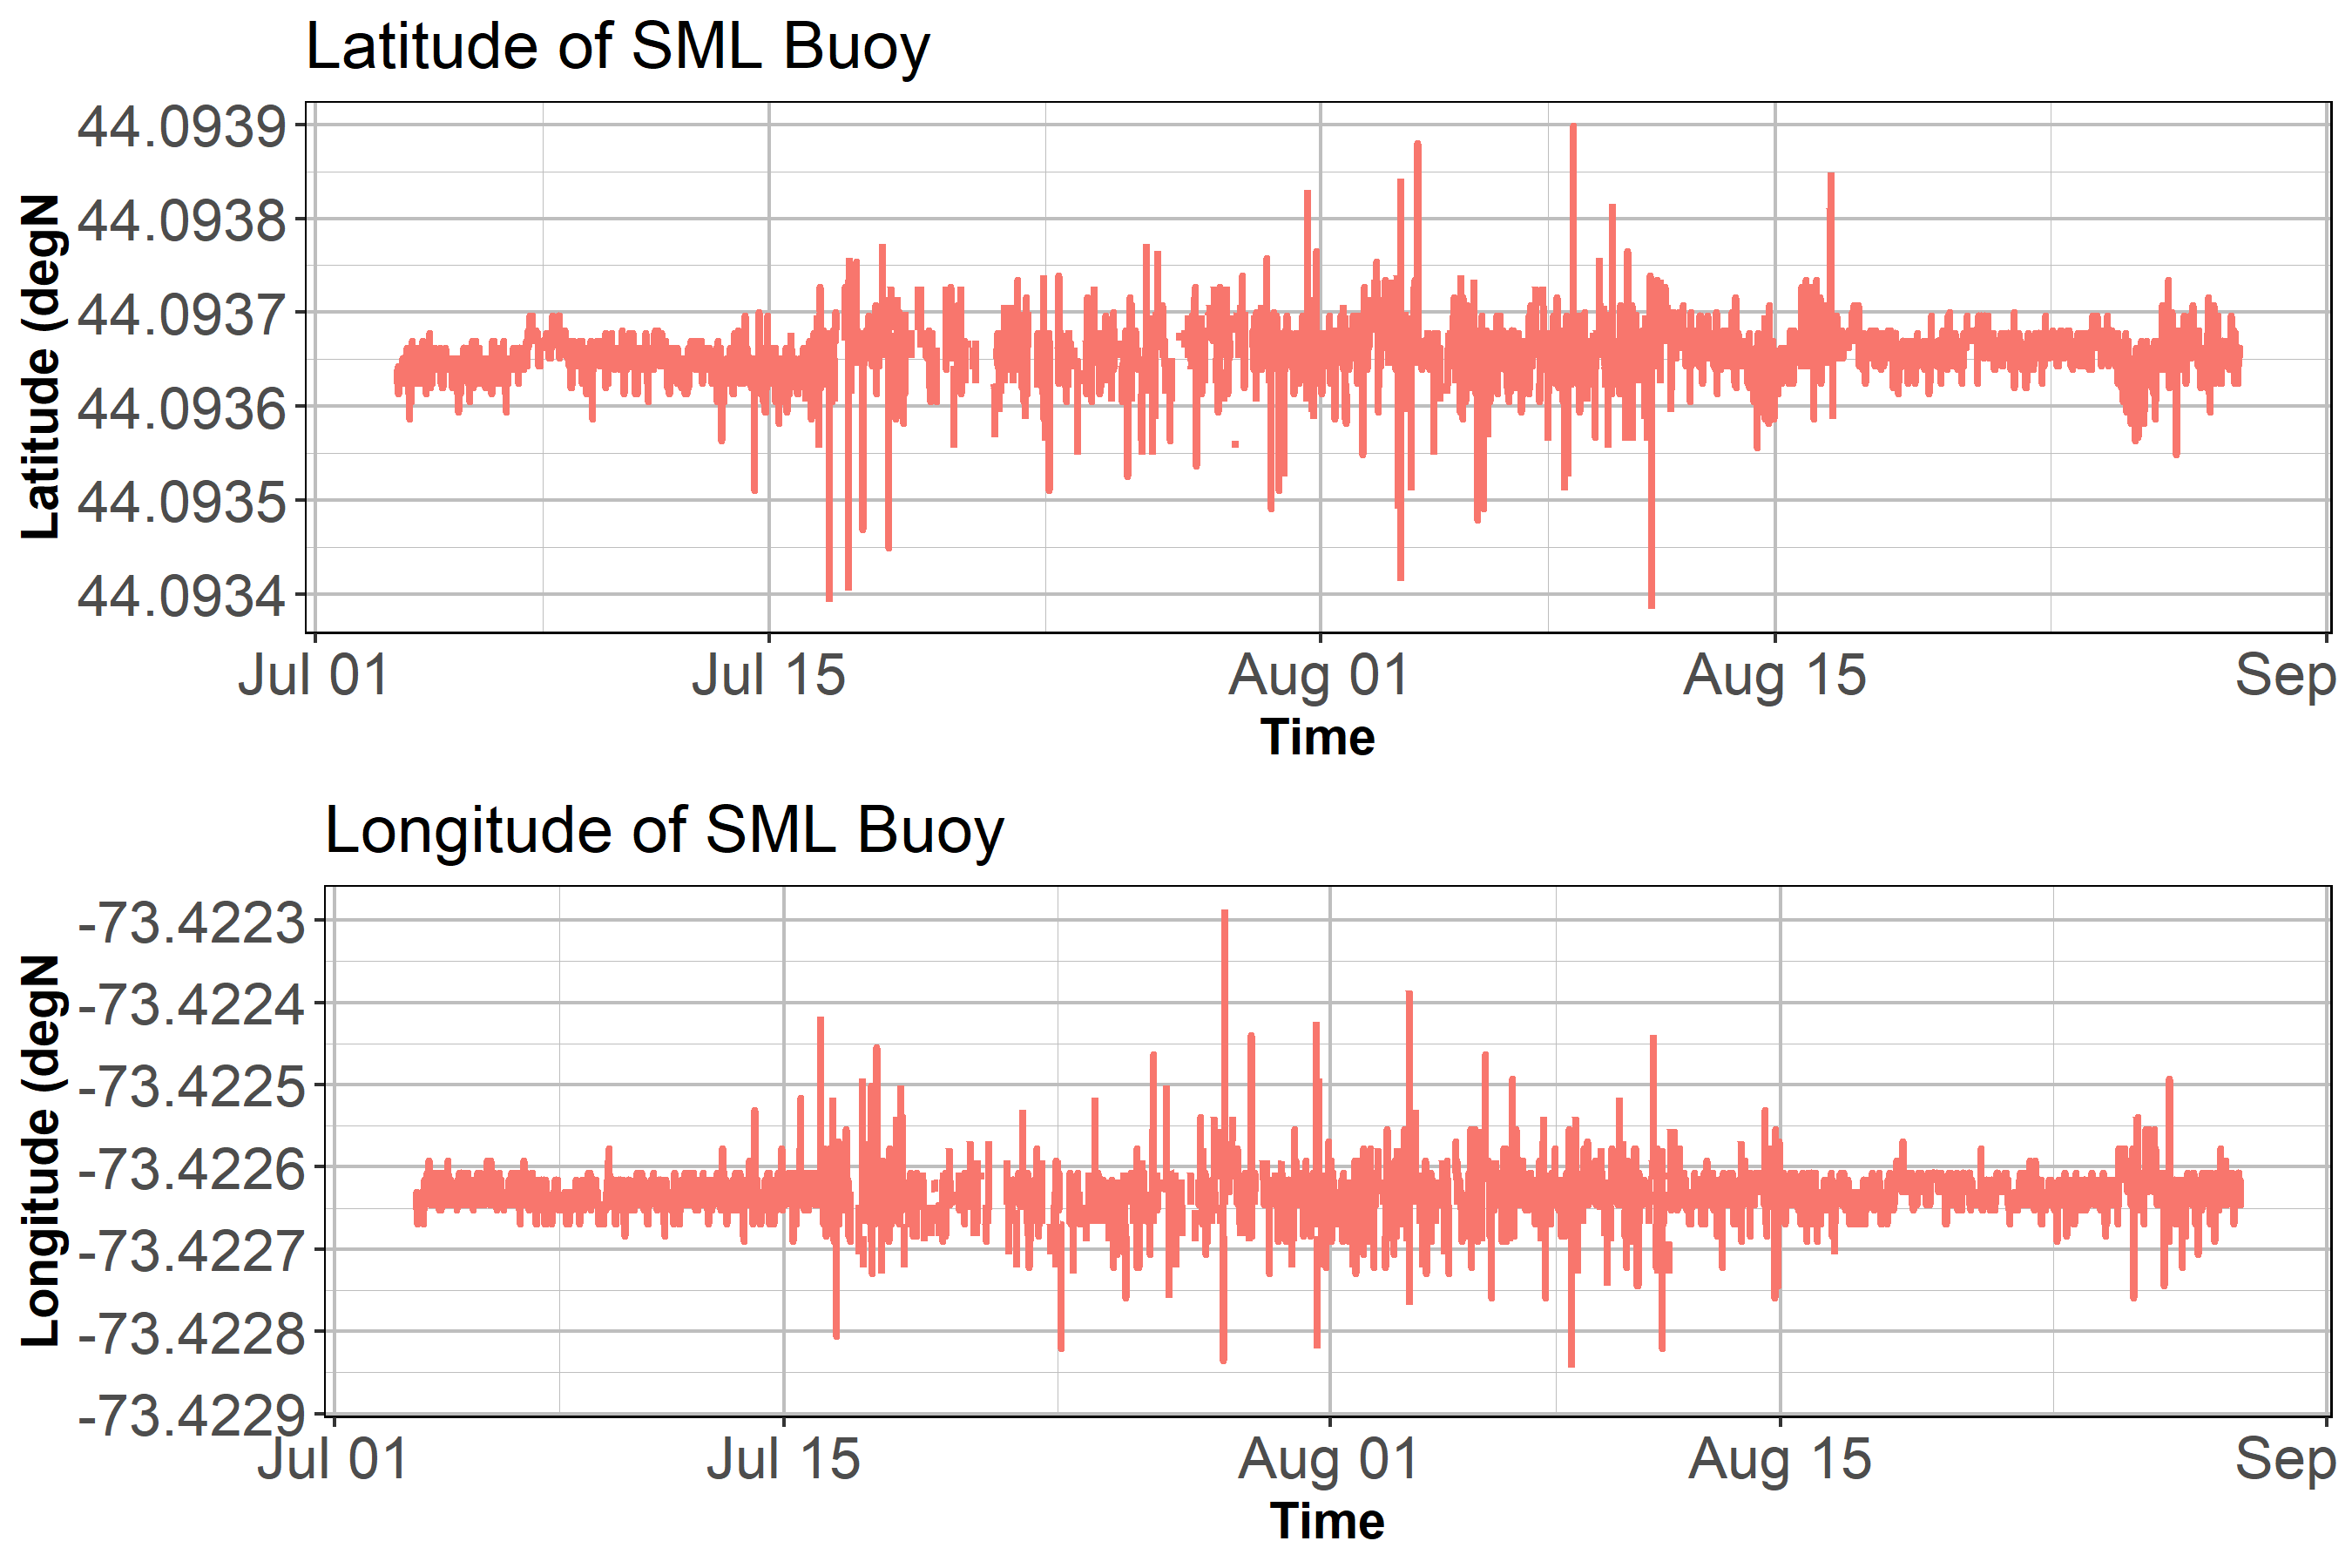 Latitude of SML Buoy
44.0939
44.0938
44.0937
44.0936
44.0935
44.0934
Latitude (degN
Jul 01 Jul 15 Aug 01 Aug 15 Sep
Time
Longitude of SML Buoy
-73.4223
-73.4224
-73.4225
-73.4226
-73.4227
-73.4228
-73.4229
Longitude (degN
Jul 01 Jul 15 Aug 01 Aug 15 Sep
Time